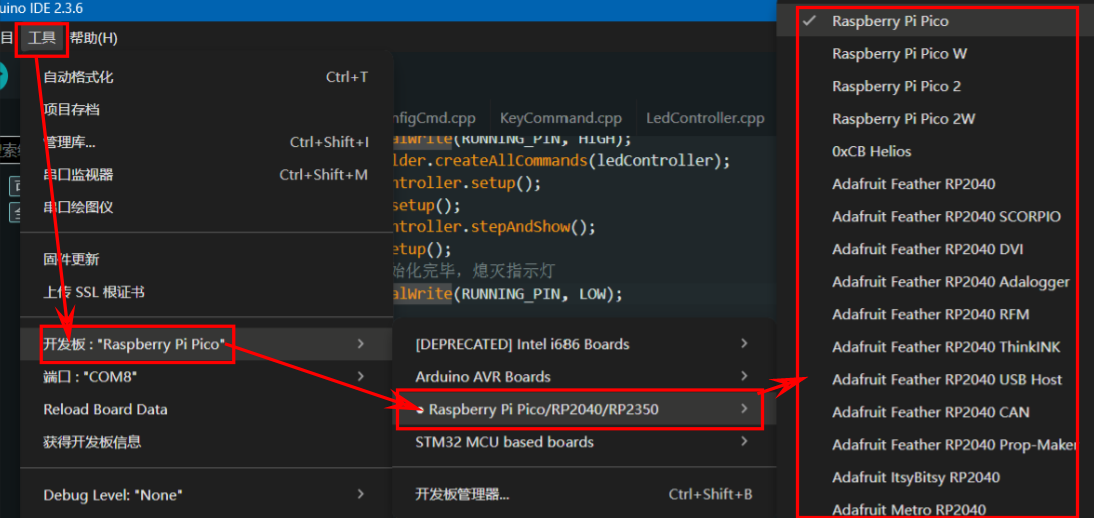 uino IDE 2.3.6
目 工具 帮助(H)
自动格式化 Ctrl+T
项目存档
管理库... Ctrl+Shift+I
串口监视器 Ctrl+Shift+M
串口绘图仪
固件更新
上传 SSL 根证书
开发板 : "Raspberry Pi Pico"
端口 : "COM8"
Reload Board Data
获得开发板信息
Debug Level: "None"
nfigCmd.cpp KeyCommand.cpp LedController.cpp
alWrite(RUNNING_PIN, HIGH);
lder.createAllCommands(ledController);
ntroller.setup();
setup();
ntroller.stepAndShow();
etup();
始化完毕，熄灭指示灯
alWrite(RUNNING_PIN, LOW);
[DEPRECATED] Intel i686 Boards
Arduino AVR Boards
Raspberry Pi Pico/RP2040/RP2350
STM32 MCU based boards
开发板管理器... Ctrl+Shift+B
Raspberry Pi Pico
Raspberry Pi Pico W
Raspberry Pi Pico 2
Raspberry Pi Pico 2W
0xCB Helios
Adafruit Feather RP2040
Adafruit Feather RP2040 SCORPIO
Adafruit Feather RP2040 DVI
Adafruit Feather RP2040 Adalogger
Adafruit Feather RP2040 RFM
Adafruit Feather RP2040 ThinkINK
Adafruit Feather RP2040 USB Host
Adafruit Feather RP2040 CAN
Adafruit Feather RP2040 Prop-Maker
Adafruit ItsyBitsy RP2040
Adafruit Metro RP2040